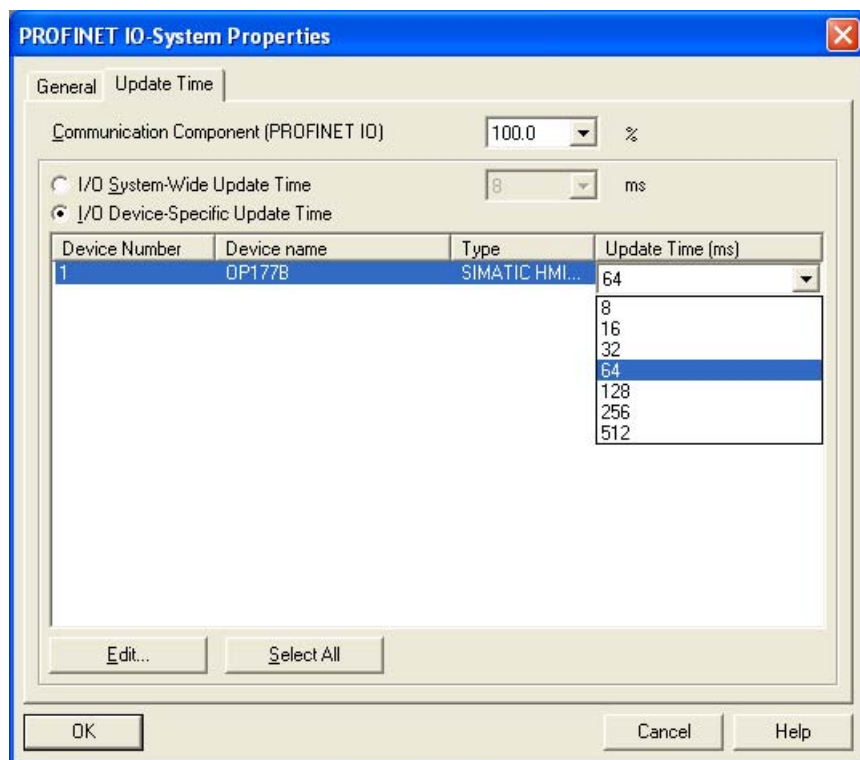 PROFINET IO-System Properties
General Update Time
Communication Component (PROFINET IO) 100.0 %
I/O System-Wide Update Time 8 ms
I/O Device-Specific Update Time
Device Number Device name Type Update Time (ms)
1 OP177B SIMATIC HMI... 64
8
16
32
64
128
256
512
Edit... Select All
OK Cancel Help